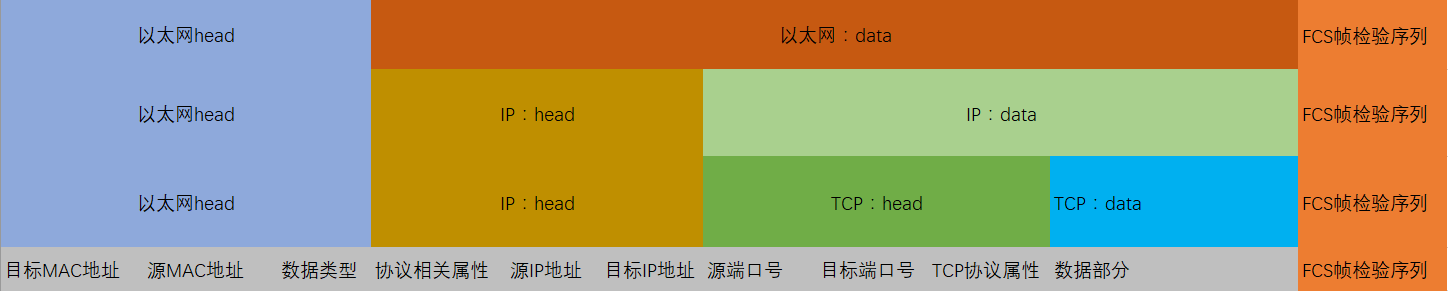 以太网head 以太网：data FCS帧检验序列
以太网head IP：head IP：data FCS帧检验序列
以太网head IP：head TCP：head TCP：data FCS帧检验序列
目标MAC地址 源MAC地址 数据类型 协议相关属性 源IP地址 目标IP地址 源端口号 目标端口号 TCP协议属性 数据部分 FCS帧检验序列